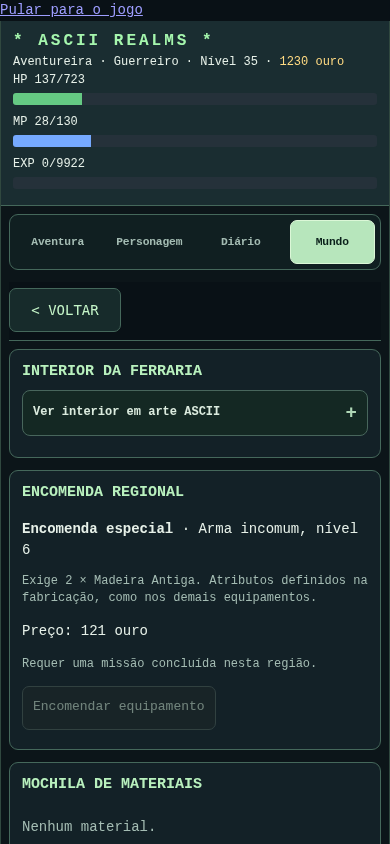 Pular para o jogo
* ASCII REALMS *
Aventureira · Guerreiro · Nível 35 · 1230 ouro
HP 137/723
MP 28/130
EXP 0/9922
Aventura Personagem Diário Mundo
< VOLTAR
INTERIOR DA FERRARIA
Ver interior em arte ASCII +
ENCOMENDA REGIONAL
Encomenda especial · Arma incomum, nível
6
Exige 2 × Madeira Antiga. Atributos definidos na
fabricação, como nos demais equipamentos.
Preço: 121 ouro
Requer uma missão concluída nesta região.
Encomendar equipamento
MOCHILA DE MATERIAIS
Nenhum material.